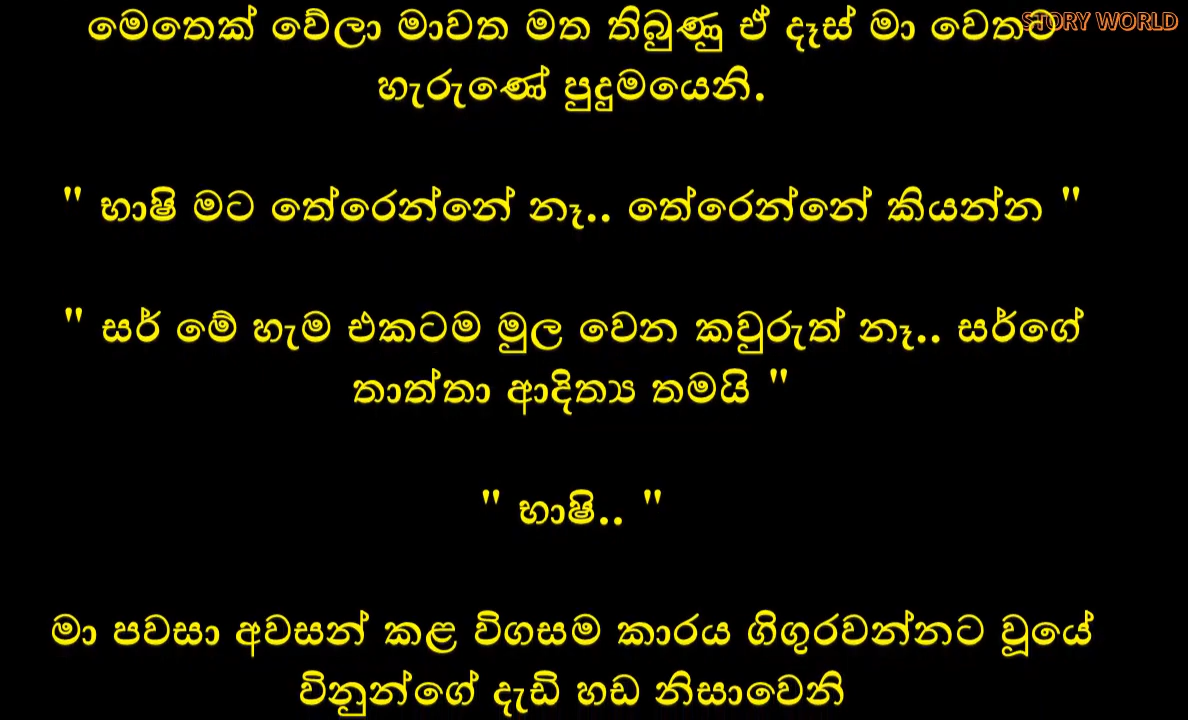 STORY WORLD
මෙතෙක් වේලා මාවත මත තිබුණු ඒ දෑස් මා වෙතට
හැරුණේ පුදුමයෙනි.
" භාෂි මට තේරෙන්නේ නෑ.. තේරෙන්නේ කියන්න "
" සර් මේ හැම එකටම මුල වෙන කවුරුත් නෑ.. සර්ගේ
තාත්තා ආදිත්‍ය තමයි "
" භාෂි.. "
මා පවසා අවසන් කළ විගසම කාරය ගිගුරවන්නට වූයේ
විනුන්ගේ දැඩි හඩ නිසාවෙනි